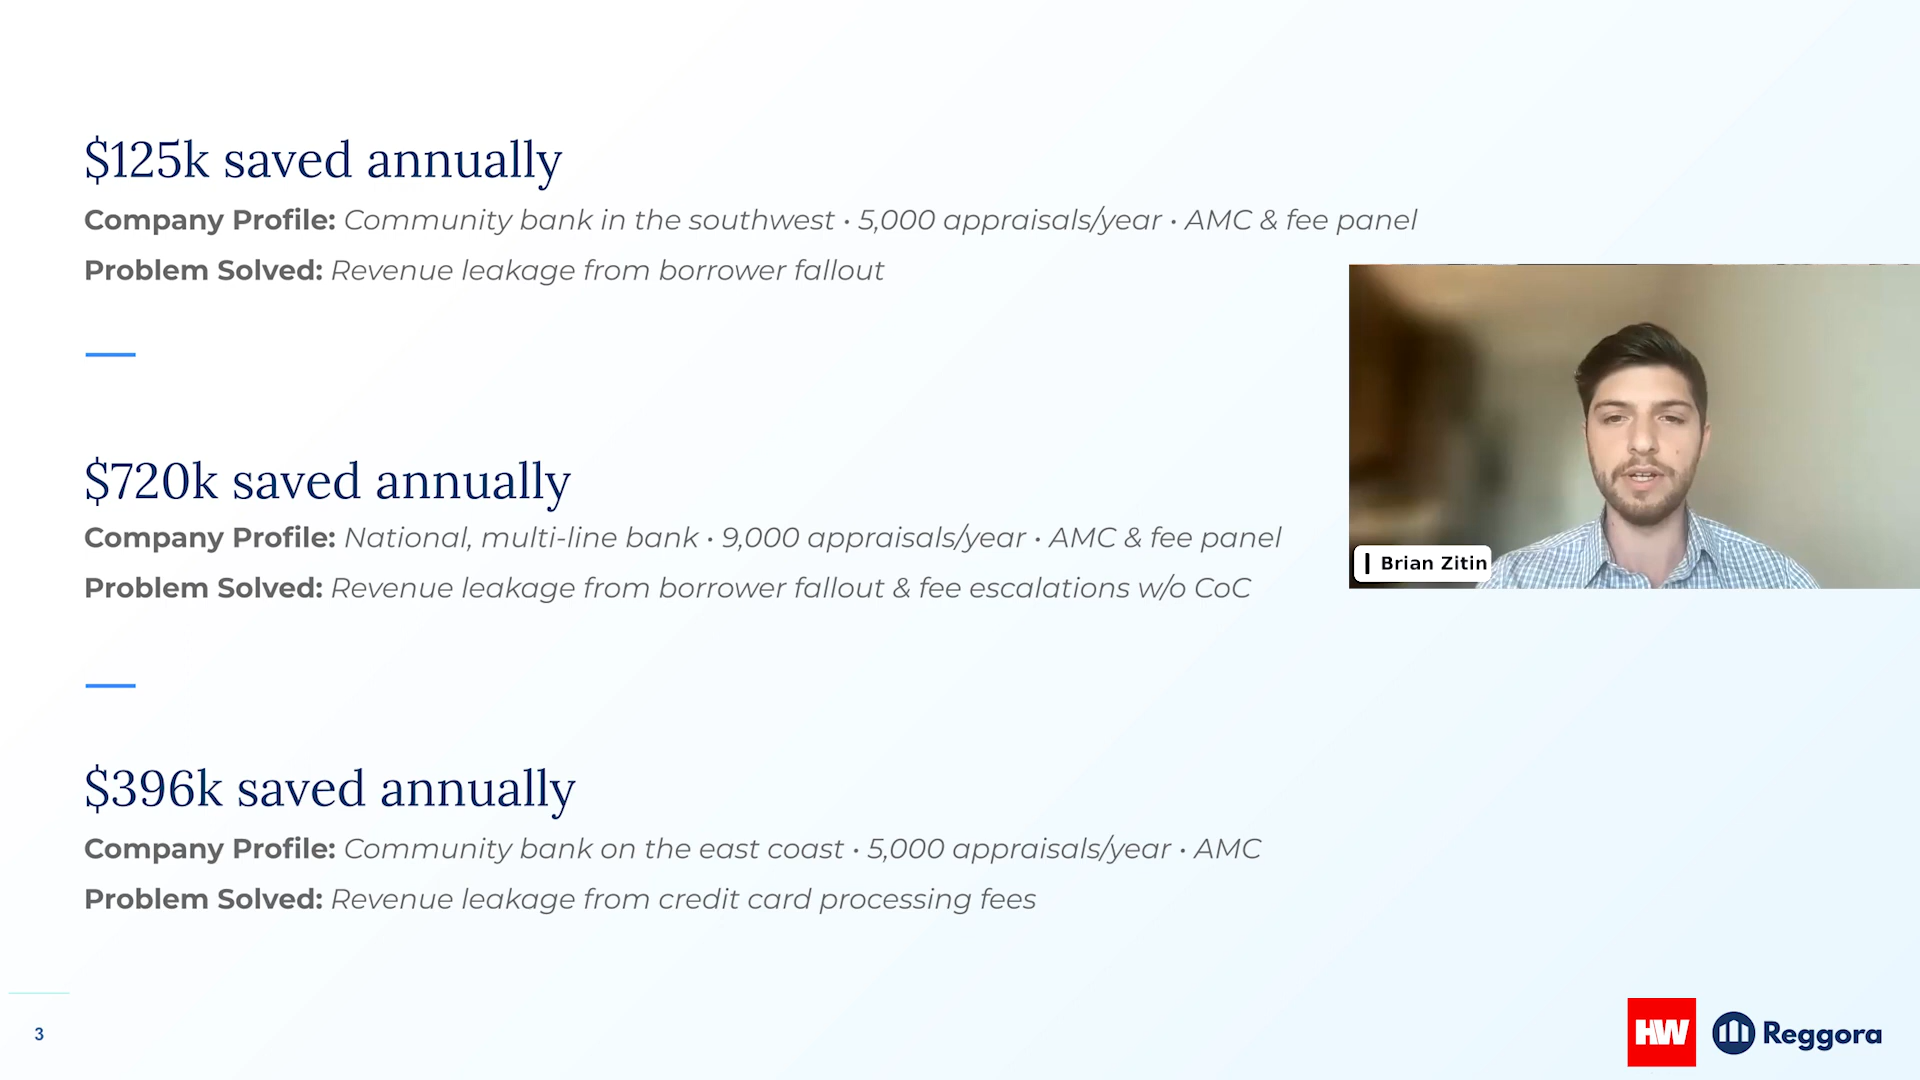 $125k saved annually
Company Profile: Community bank in the southwest • 5,000 appraisals/year • AMC & fee panel
Problem Solved: Revenue leakage from borrower fallout
$720k saved annually
Company Profile: National, multi-line bank • 9,000 appraisals/year • AMC & fee panel
Problem Solved: Revenue leakage from borrower fallout & fee escalations w/o CoC
Brian Zitin
$396k saved annually
Company Profile: Community bank on the east coast • 5,000 appraisals/year • AMC
Problem Solved: Revenue leakage from credit card processing fees
3
HW
Reggora